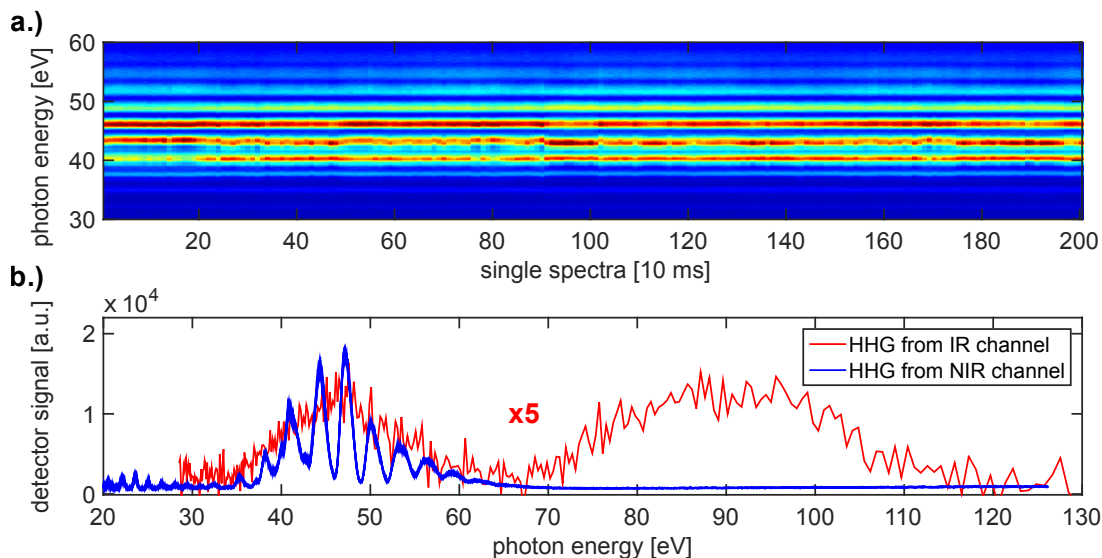 a.)
60
50
40
30
photon energy [eV]
20 40 60 80 100 120 140 160 180 200
single spectra [10 ms]
b.)
x 10^4
2
1
0
detector signal [a.u.]
HHG from IR channel
HHG from NIR channel
x5
20 30 40 50 60 70 80 90 100 110 120 130
photon energy [eV]